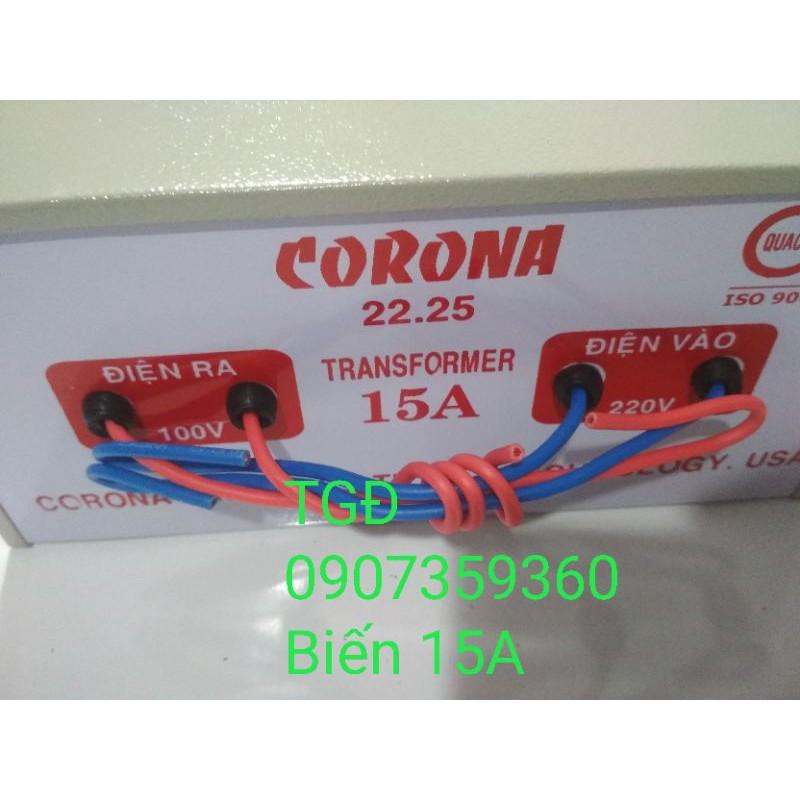 CORONA
22.25
QUAC
ISO 90
ĐIỆN RA
100V
TRANSFORMER
15A
ĐIỆN VÀO
220V
CORONA
OLOGY. USA
TGĐ
0907359360
Biến 15A